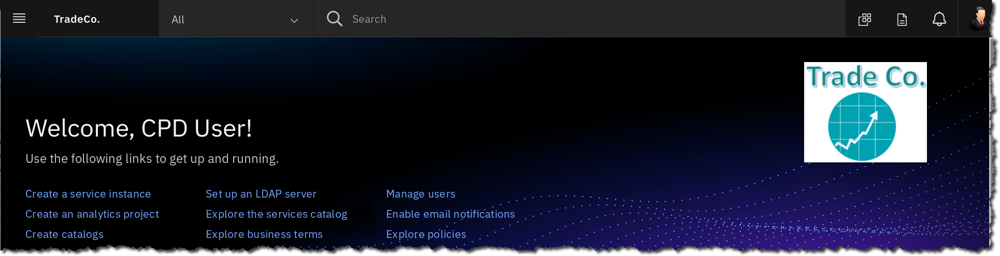 TradeCo.
All
Search
Trade Co.
Welcome, CPD User!
Use the following links to get up and running.
Create a service instance
Set up an LDAP server
Manage users
Create an analytics project
Explore the services catalog
Enable email notifications
Create catalogs
Explore business terms
Explore policies